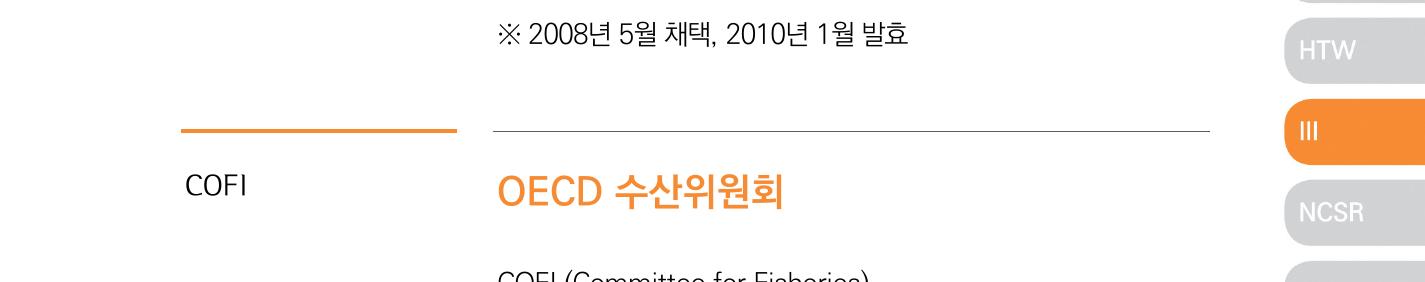 ※ 2008년 5월 채택, 2010년 1월 발효
HTW
III
COFI
OECD 수산위원회
NCSR
COFI (Committee for Fisheries)